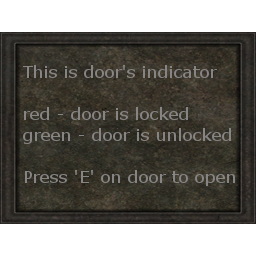 This is door's indicator
red - door is locked
green - door is unlocked
Press 'E' on door to open